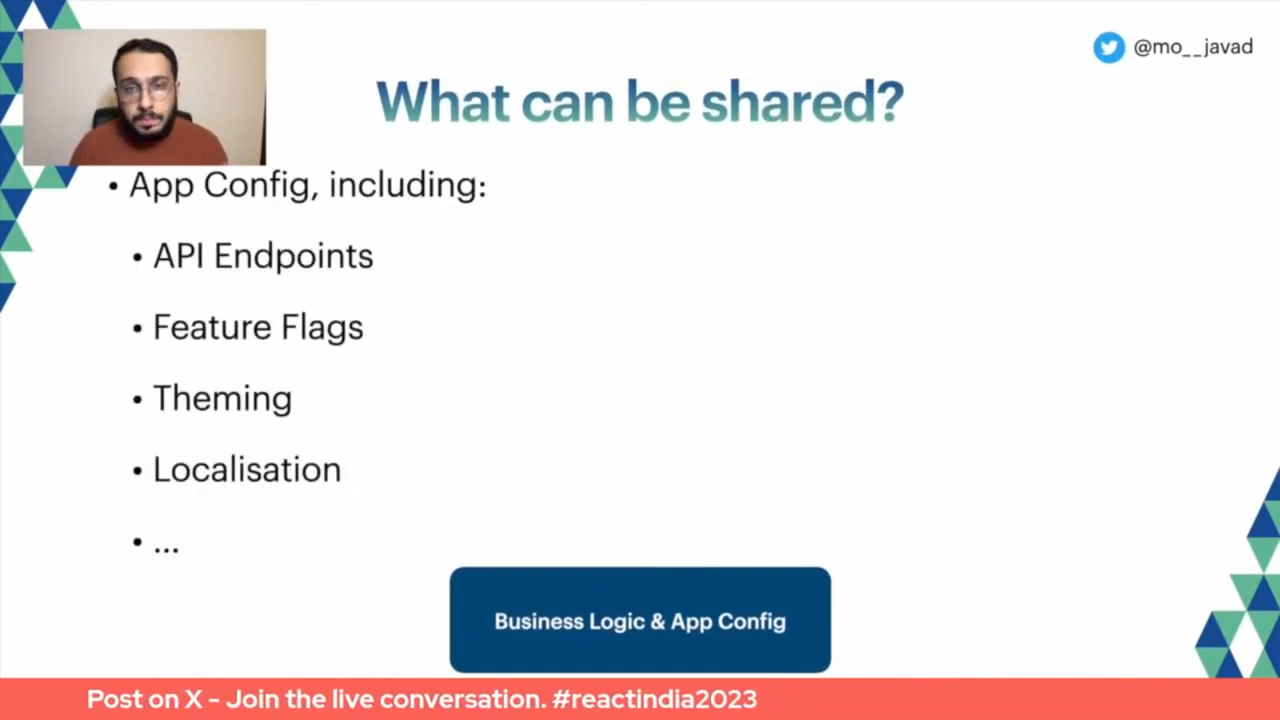 @mo__javad
What can be shared?
• App Config, including:
• API Endpoints
• Feature Flags
• Theming
• Localisation
• ...
Business Logic & App Config
Post on X - Join the live conversation. #reactindia2023